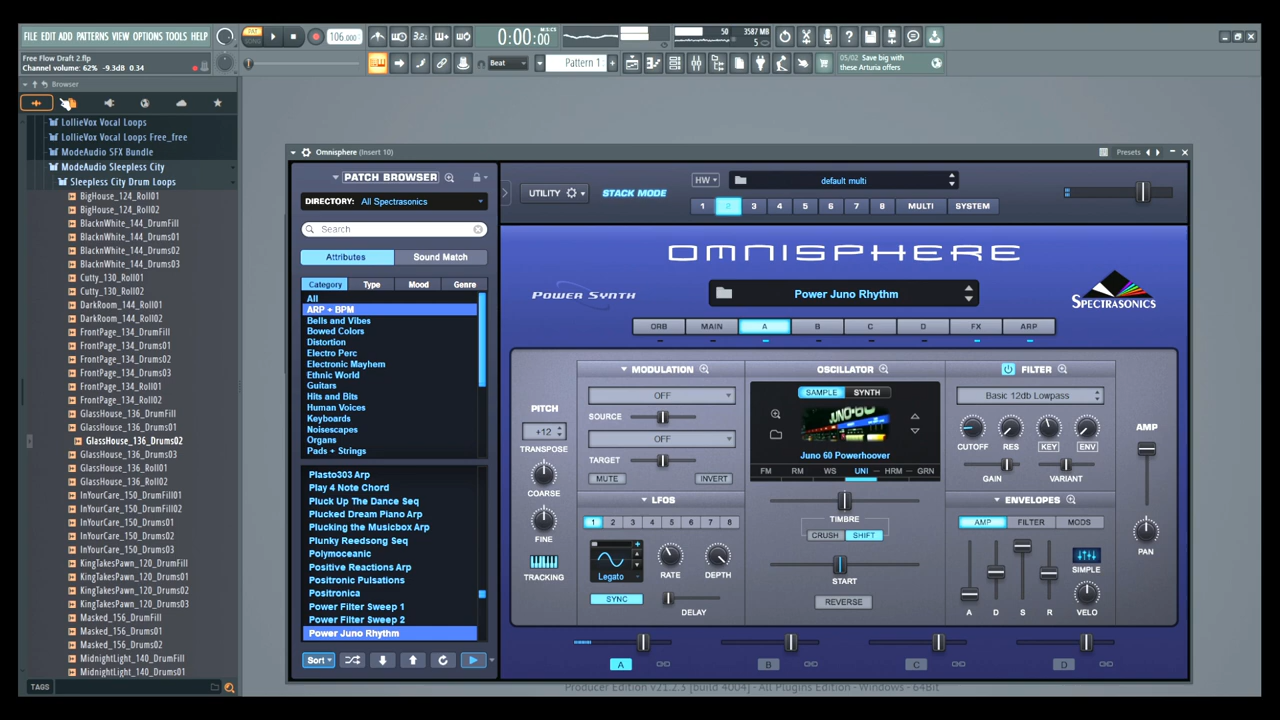 FILE EDIT ADD PATTERNS VIEW OPTIONS TOOLS HELP
Free Flow Draft 2.flp
Channel volume: 62% -9.3dB 0.34
106.000
3 2 1
0:00:00
M:S:CS
50
3587 MB
5
Beat
Pattern 1
05/02 Save big with
these Arturia offers
Browser
LollieVox Vocal Loops
LollieVox Vocal Loops Free_free
ModeAudio SFX Bundle
ModeAudio Sleepless City
Sleepless City Drum Loops
BigHouse_124_Roll01
BigHouse_124_Roll02
BlacknWhite_144_DrumFill
BlacknWhite_144_Drums01
BlacknWhite_144_Drums02
BlacknWhite_144_Drums03
Cutty_130_Roll01
Cutty_130_Roll02
DarkRoom_144_Roll01
DarkRoom_144_Roll02
FrontPage_134_DrumFill
FrontPage_134_Drums01
FrontPage_134_Drums02
FrontPage_134_Drums03
FrontPage_134_Roll01
FrontPage_134_Roll02
GlassHouse_136_DrumFill
GlassHouse_136_Drums01
GlassHouse_136_Drums02
GlassHouse_136_Drums03
GlassHouse_136_Roll01
GlassHouse_136_Roll02
InYourCare_150_DrumFill01
InYourCare_150_DrumFill02
InYourCare_150_Drums01
InYourCare_150_Drums02
InYourCare_150_Drums03
KingTakesPawn_120_DrumFill
KingTakesPawn_120_Drums01
KingTakesPawn_120_Drums02
KingTakesPawn_120_Drums03
Masked_156_DrumFill
Masked_156_Drums01
Masked_156_Drums02
MidnightLight_140_DrumFill
MidnightLight_140_Drums01
TAGS
Omnisphere (Insert 10)
Presets
PATCH BROWSER
DIRECTORY: All Spectrasonics
Search
Attributes
Sound Match
Category Type Mood Genre
All
ARP + BPM
Bells and Vibes
Bowed Colors
Distortion
Electro Perc
Electronic Mayhem
Ethnic World
Guitars
Hits and Bits
Human Voices
Keyboards
Noisescapes
Organs
Pads + Strings
Plasto303 Arp
Play 4 Note Chord
Pluck Up The Dance Seq
Plucked Dream Piano Arp
Plucking the Musicbox Arp
Plunky Reedsong Seq
Polymoceanic
Positive Reactions Arp
Positronic Pulsations
Positronica
Power Filter Sweep 1
Power Filter Sweep 2
Power Juno Rhythm
Sort
UTILITY
STACK MODE
HW
default multi
1 2 3 4 5 6 7 8 MULTI SYSTEM
OMNISPHERE
POWER SYNTH
Power Juno Rhythm
SPECTRASONICS
ORB MAIN A B C D FX ARP
MODULATION
OFF
SOURCE
OFF
TARGET
MUTE INVERT
PITCH
+12
TRANSPOSE
COARSE
FINE
TRACKING
LFOS
1 2 3 4 5 6 7 8
Legato
RATE DEPTH
SYNC
DELAY
OSCILLATOR
SAMPLE SYNTH
JUNO-60
Juno 60 Powerhoover
FM RM WS UNI HRM GRN
TIMBRE
CRUSH SHIFT
START
REVERSE
FILTER
Basic 12db Lowpass
CUTOFF RES KEY ENV
GAIN VARIANT
ENVELOPES
AMP FILTER MODS
SIMPLE
VELO
A D S R
AMP
PAN
A B C D
Producer Edition v21.2.3 [build 4004] - All Plugins Edition - Windows - 64Bit